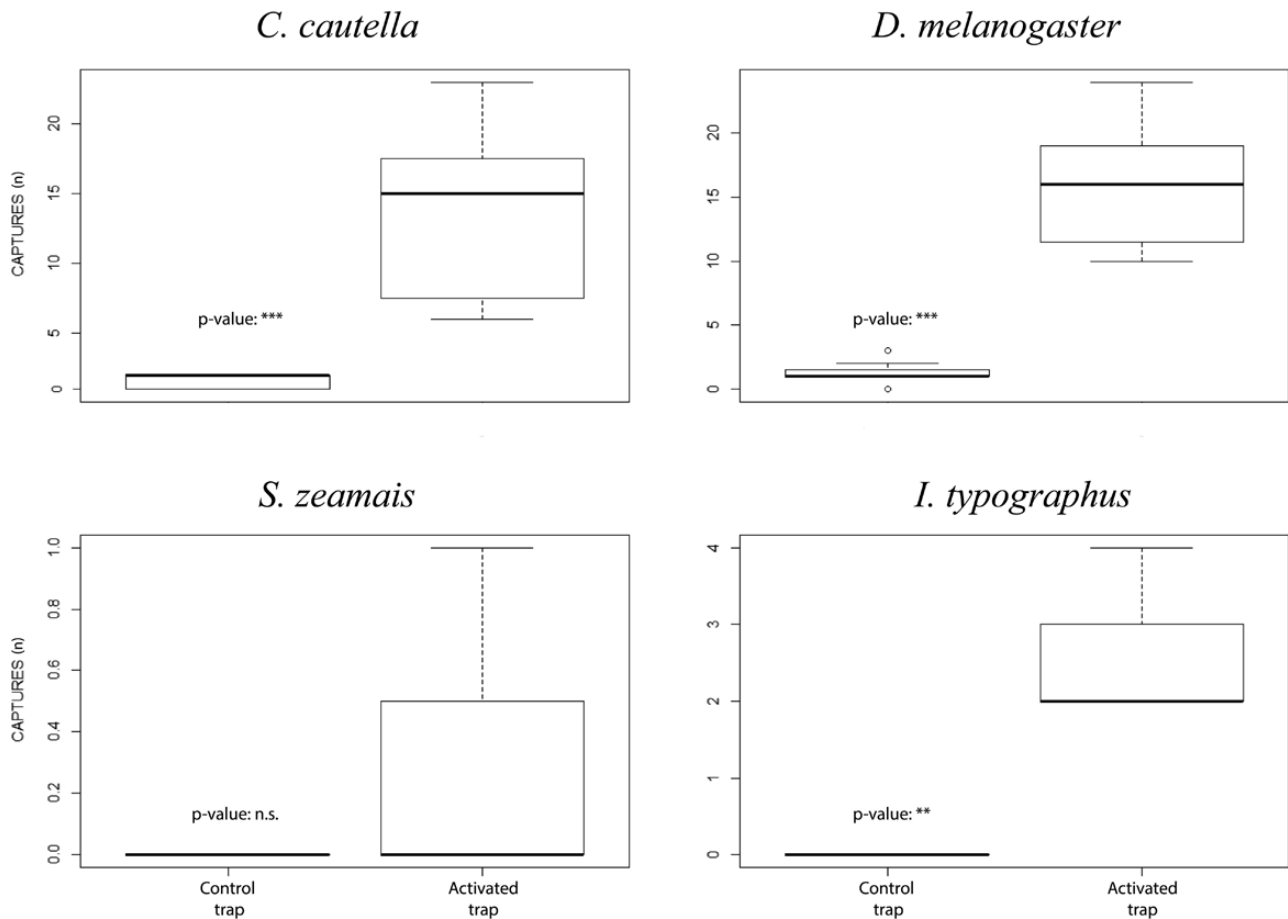 C. cautella
D. melanogaster
CAPTURES (n)
20
15
10
5
0
p-value: ***
20
15
10
5
0
p-value: ***
S. zeamais
I. typographus
CAPTURES (n)
1.0
0.8
0.6
0.4
0.2
0.0
p-value: n.s.
4
3
2
1
0
p-value: **
Control
trap
Activated
trap
Control
trap
Activated
trap